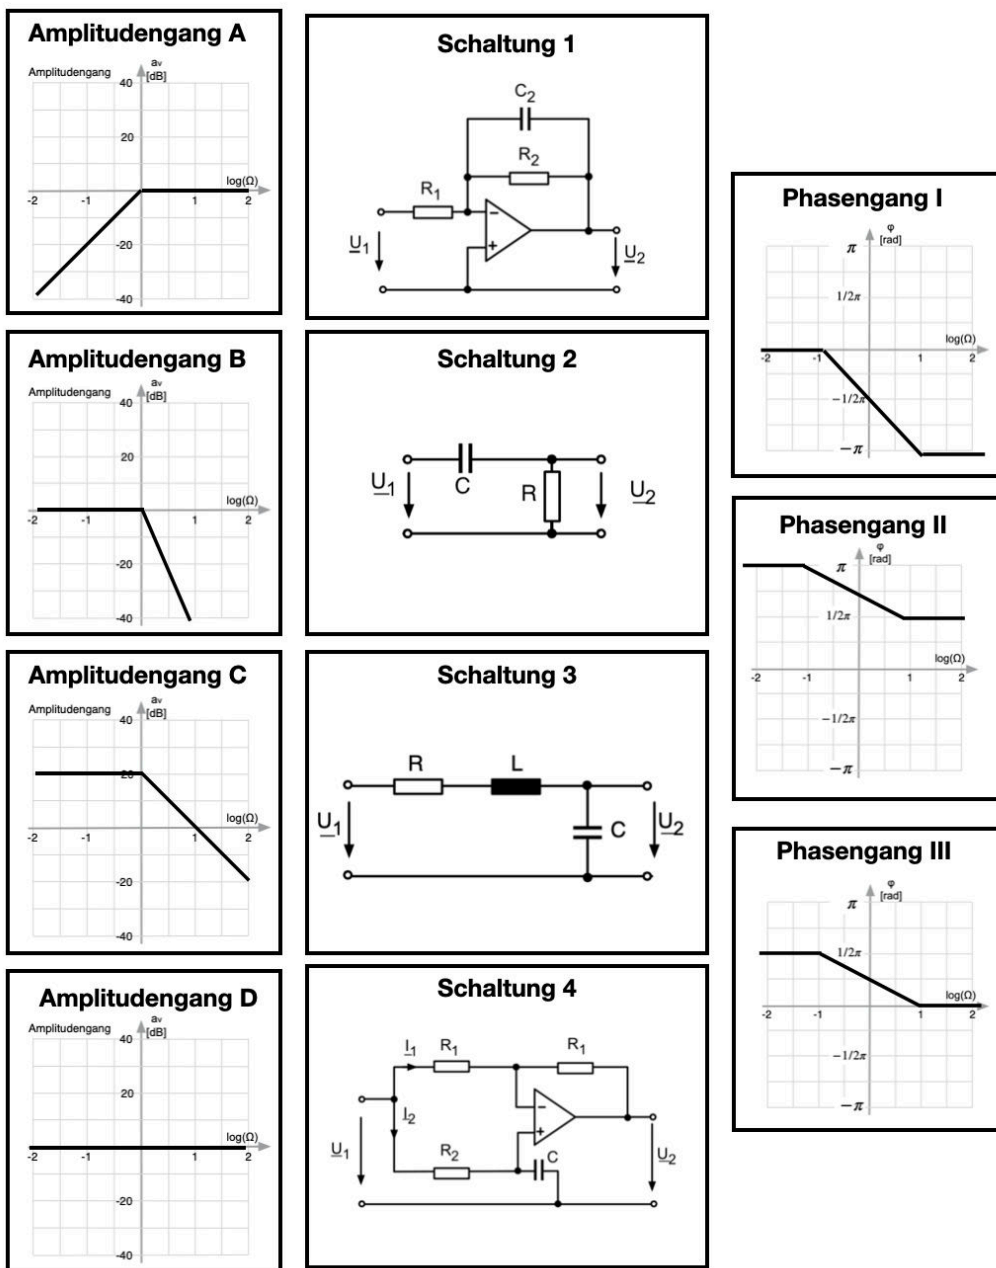 Amplitudengang A
Amplitudengang
av
[dB]
40
20
log(Ω)
-2
-1
1
2
-20
-40
Amplitudengang B
Amplitudengang
av
[dB]
40
20
log(Ω)
-2
-1
1
2
-20
-40
Amplitudengang C
Amplitudengang
av
[dB]
40
20
log(Ω)
-2
-1
1
2
-20
-40
Amplitudengang D
Amplitudengang
av
[dB]
40
20
log(Ω)
-2
-1
1
2
-20
-40
Schaltung 1
C2
R2
R1
U1
U2
−
+
Schaltung 2
U1
C
R
U2
Schaltung 3
R
L
U1
C
U2
Schaltung 4
I1
R1
R1
I2
−
+
U1
R2
C
U2
Phasengang I
φ
[rad]
π
1/2π
log(Ω)
-2
-1
1
2
−1/2π
−π
Phasengang II
φ
[rad]
π
1/2π
log(Ω)
-2
-1
1
2
−1/2π
−π
Phasengang III
φ
[rad]
π
1/2π
log(Ω)
-2
-1
1
2
−1/2π
−π